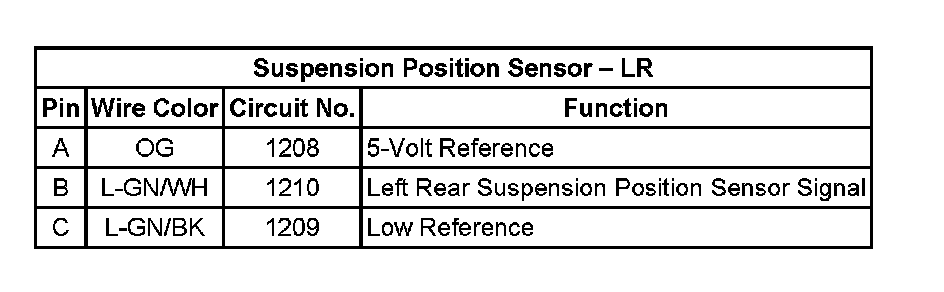 Suspension Position Sensor – LR
Pin Wire Color Circuit No. Function
A OG 1208 5-Volt Reference
B L-GN/WH 1210 Left Rear Suspension Position Sensor Signal
C L-GN/BK 1209 Low Reference